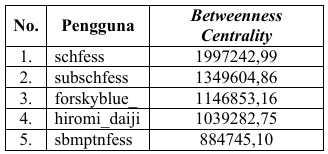 No. Pengguna Betweenness Centrality
1. schfess 1997242,99
2. subschfess 1349604,86
3. forskyblue_ 1146853,16
4. hiromi_daiji 1039282,75
5. sbmptnfess 884745,10